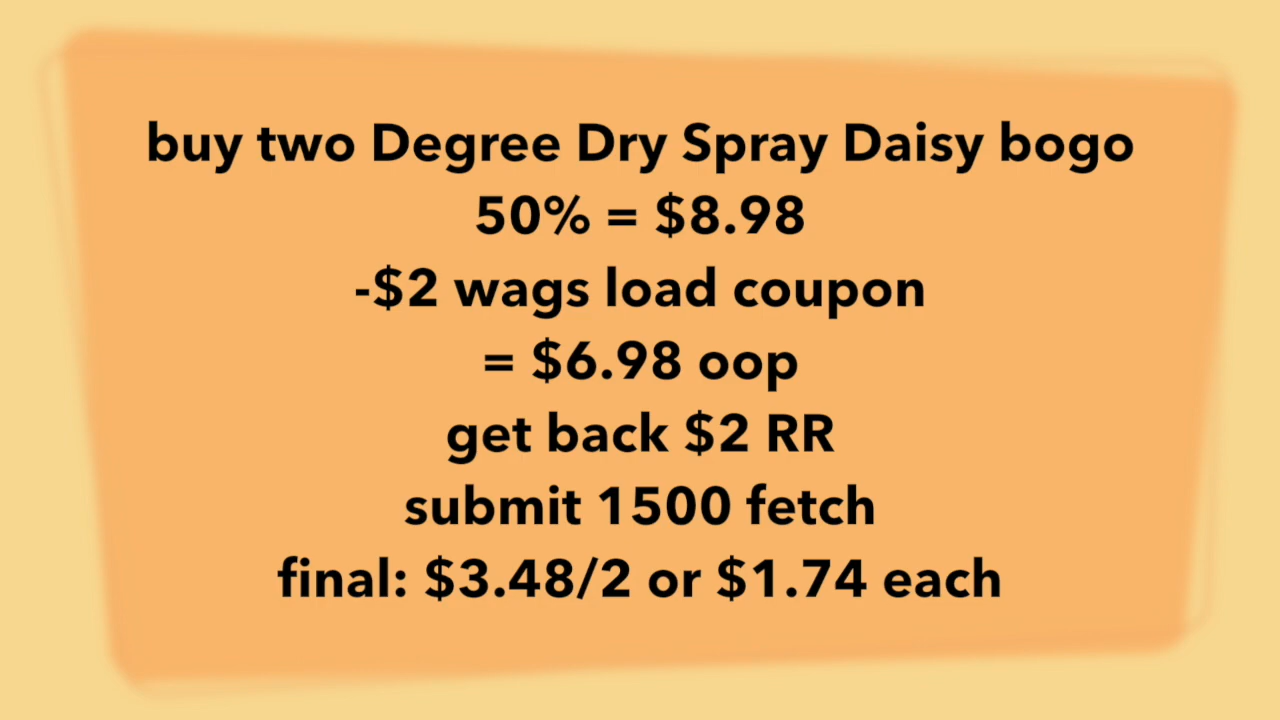 buy two Degree Dry Spray Daisy bogo
50% = $8.98
-$2 wags load coupon
= $6.98 oop
get back $2 RR
submit 1500 fetch
final: $3.48/2 or $1.74 each